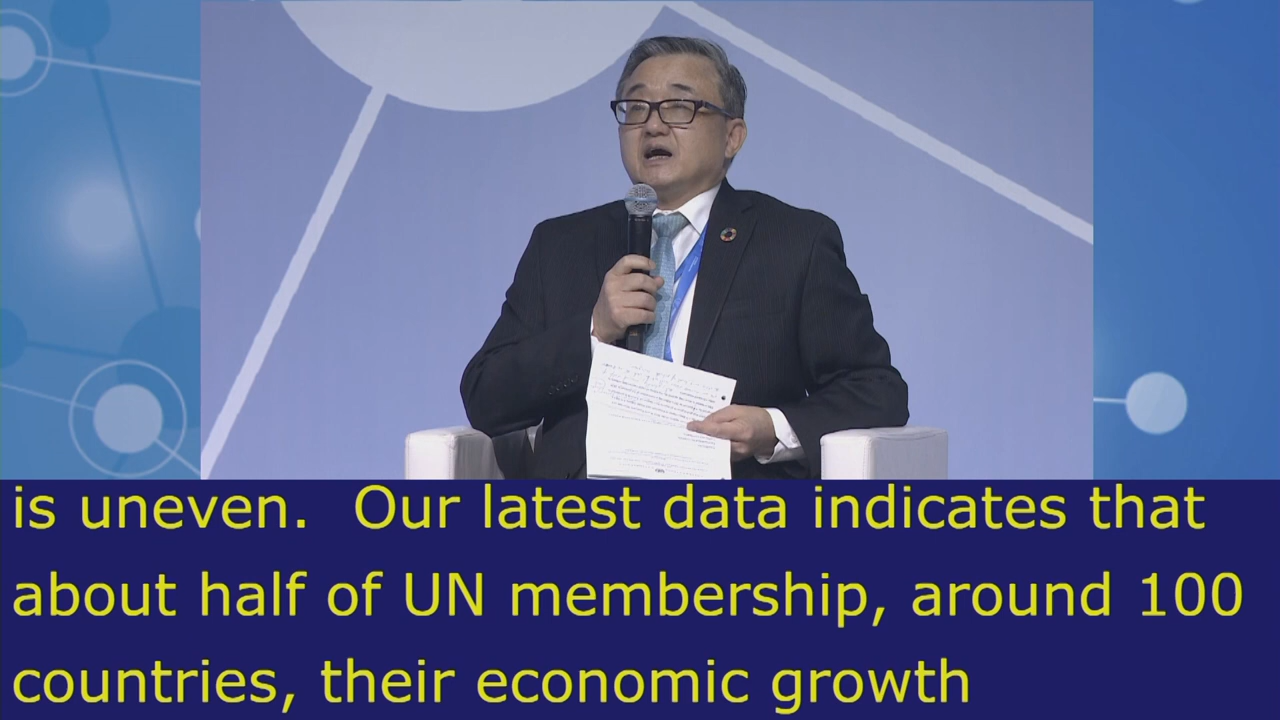 is uneven.  Our latest data indicates that
about half of UN membership, around 100
countries, their economic growth